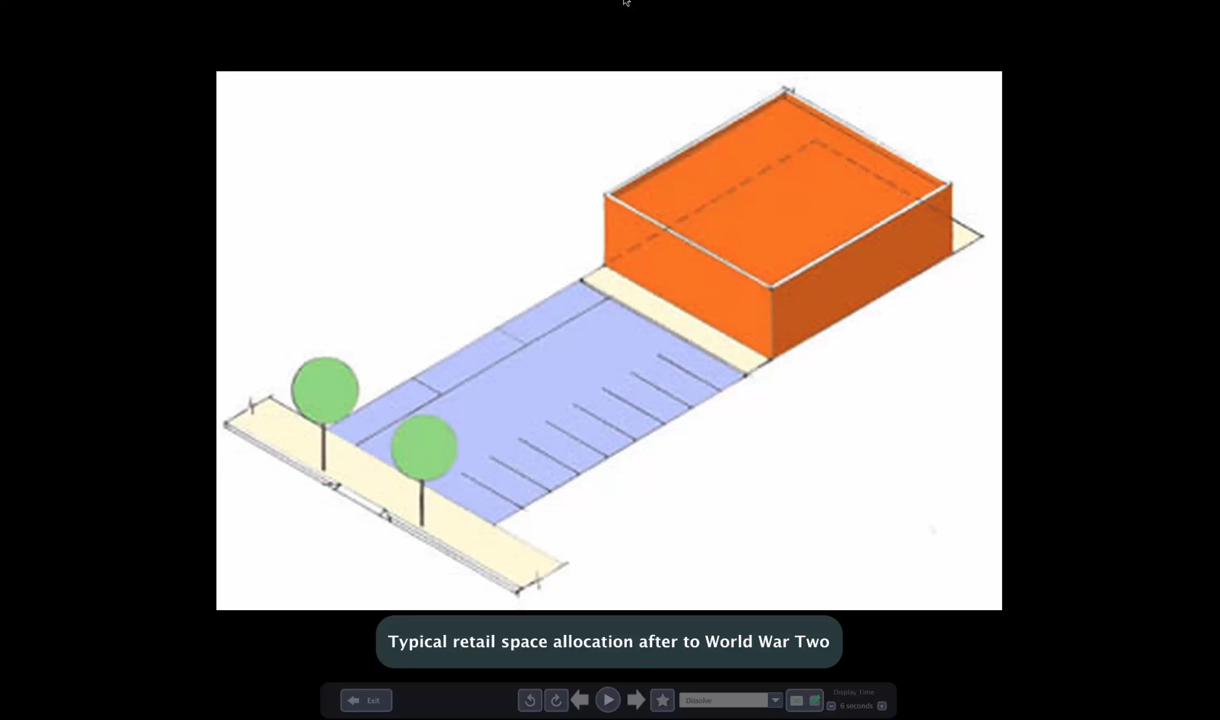 Typical retail space allocation after to World War Two
Exit
Dissolve
Display Time
6 seconds